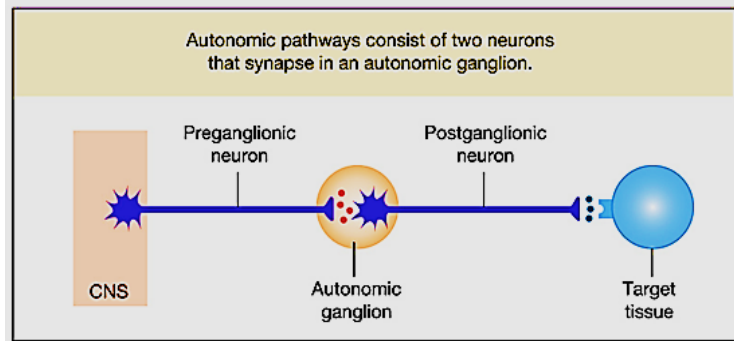 Autonomic pathways consist of two neurons
that synapse in an autonomic ganglion.
Preganglionic
neuron
Postganglionic
neuron
CNS
Autonomic
ganglion
Target
tissue